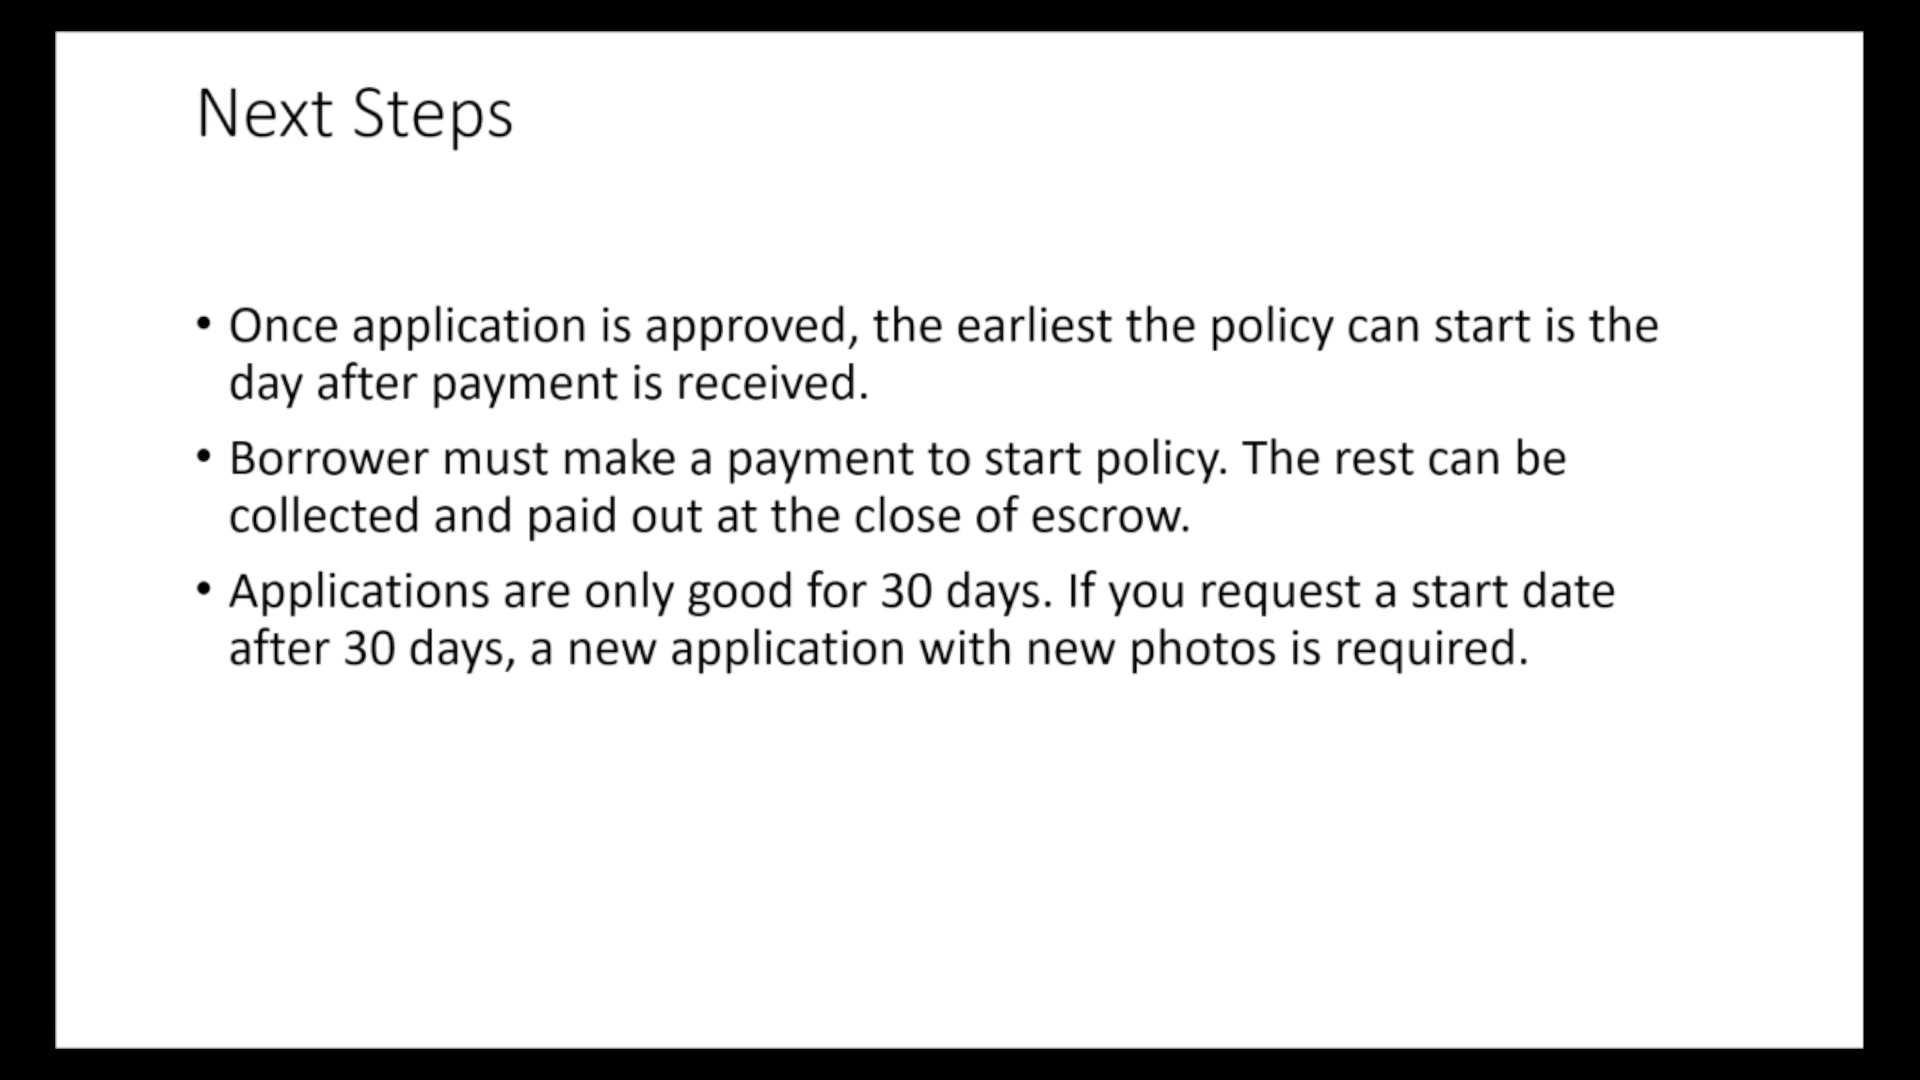 Next Steps
• Once application is approved, the earliest the policy can start is the
day after payment is received.
• Borrower must make a payment to start policy. The rest can be
collected and paid out at the close of escrow.
• Applications are only good for 30 days. If you request a start date
after 30 days, a new application with new photos is required.